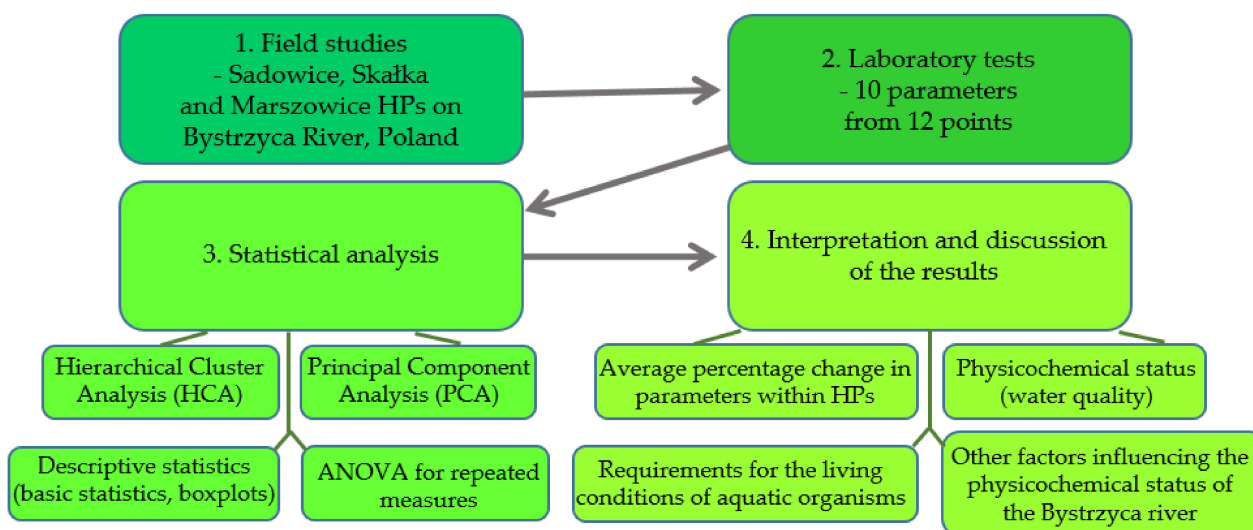 1. Field studies
- Sadowice, Skałka
and Marszowice HPs on
Bystrzyca River, Poland
2. Laboratory tests
- 10 parameters
from 12 points
3. Statistical analysis
4. Interpretation and discussion
of the results
Hierarchical Cluster
Analysis (HCA)
Principal Component
Analysis (PCA)
Descriptive statistics
(basic statistics, boxplots)
ANOVA for repeated
measures
Average percentage change in
parameters within HPs
Physicochemical status
(water quality)
Requirements for the living
conditions of aquatic organisms
Other factors influencing the
physicochemical status of
the Bystrzyca river